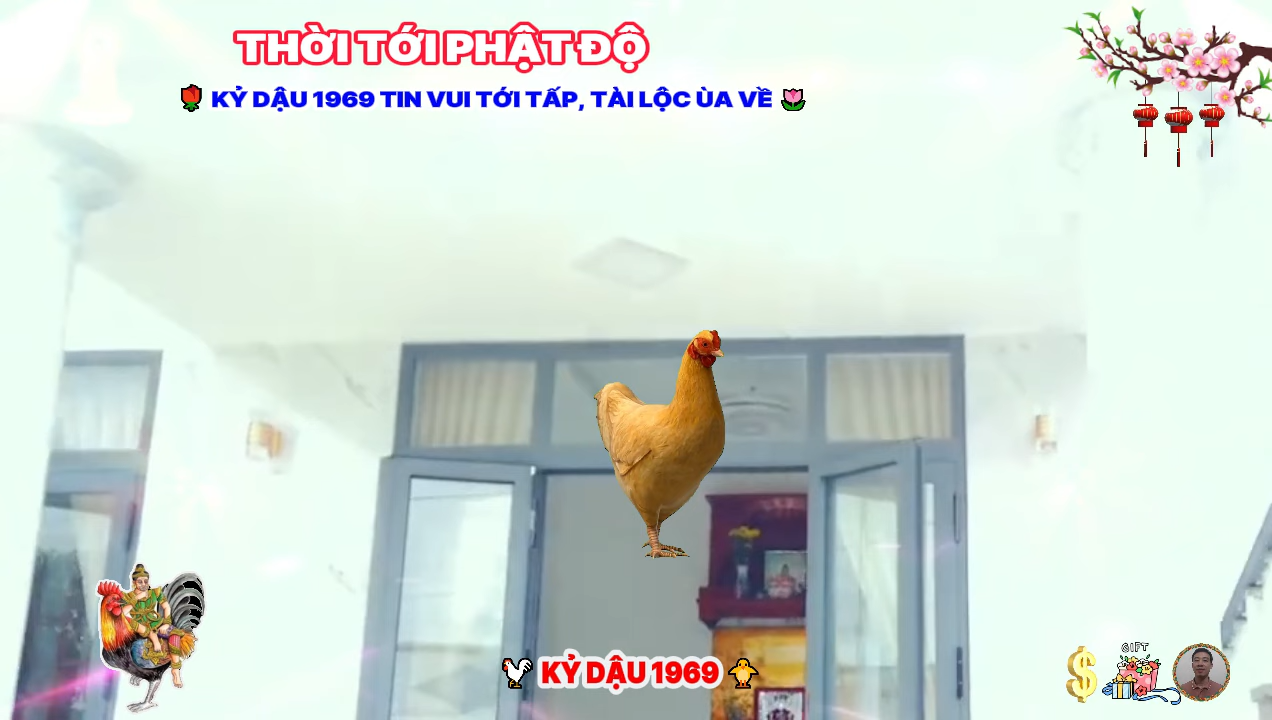 THỜI TỚI PHẬT ĐỘ
🌹 KỶ DẬU 1969 TIN VUI TỚI TẤP, TÀI LỘC ÙA VỀ 🌷
GIFT
🐓 KỶ DẬU 1969 🐤